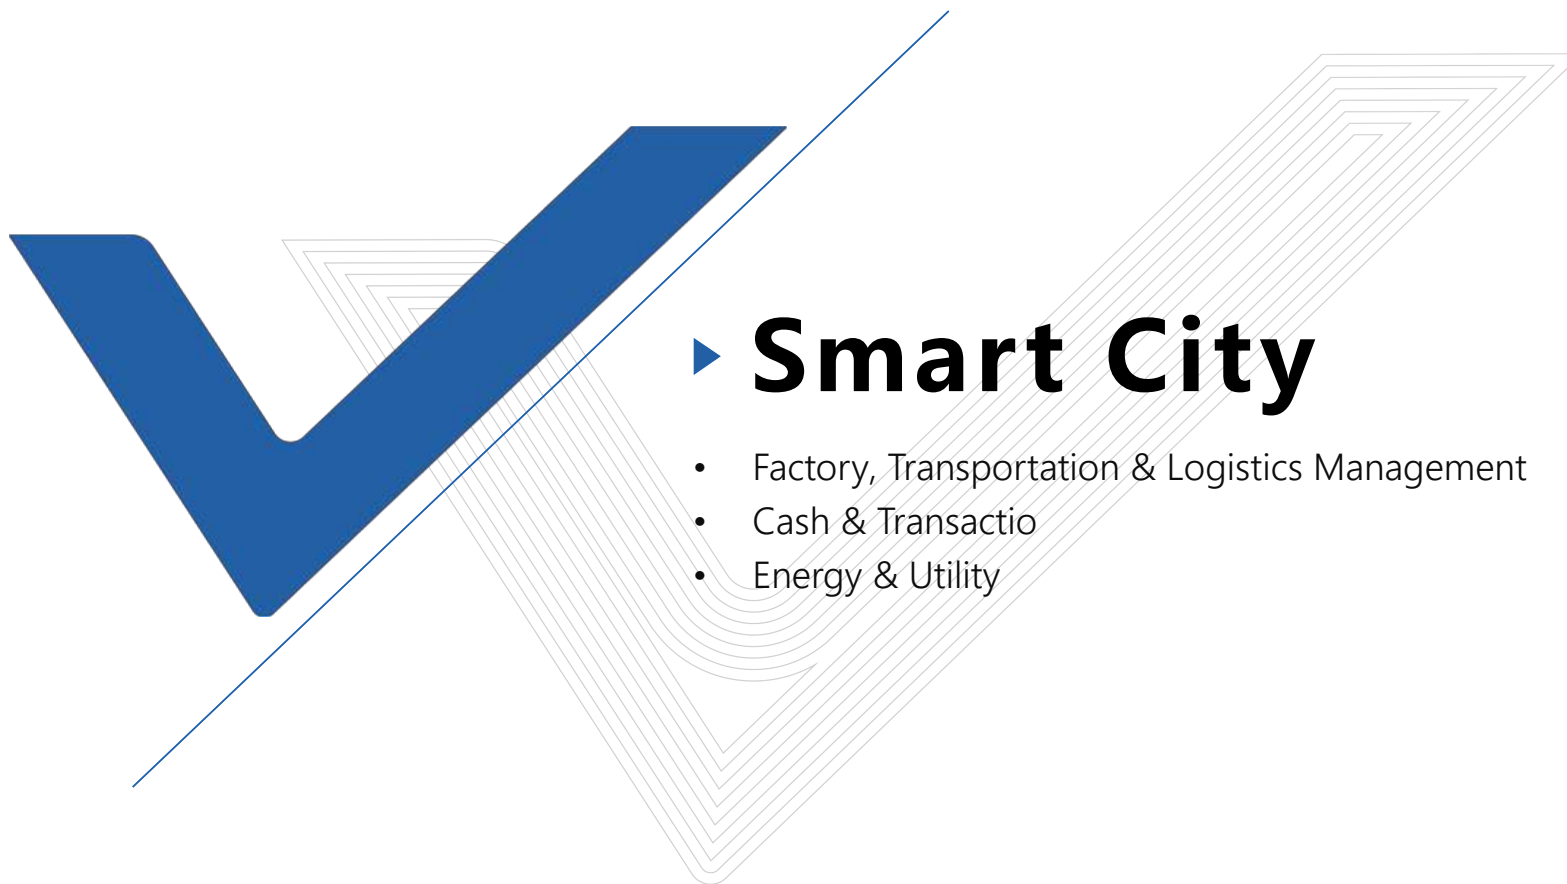 Smart City
• Factory, Transportation & Logistics Management
• Cash & Transactio
• Energy & Utility